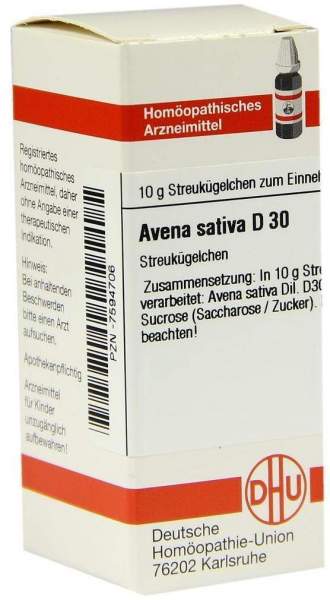 Homöopathisches
Arzneimittel
10 g Streukügelchen zum Einneh
Avena sativa D 30
Streukügelchen
Zusammensetzung: In 10 g Stre
verarbeitet: Avena sativa Dil. D30
Sucrose (Saccharose / Zucker).
beachten!
DHU
Deutsche
Homöopathie-Union
76202 Karlsruhe
Registriertes
homöopathisches
Arzneimittel, daher
ohne Angabe einer
therapeutischen
Indikation.
Hinweis:
Bei anhaltenden
Beschwerden
bitte einen Arzt
aufsuchen.
Apothekenpflichtig
Arzneimittel
für Kinder
unzugänglich
aufbewahren!
PZN -7594706